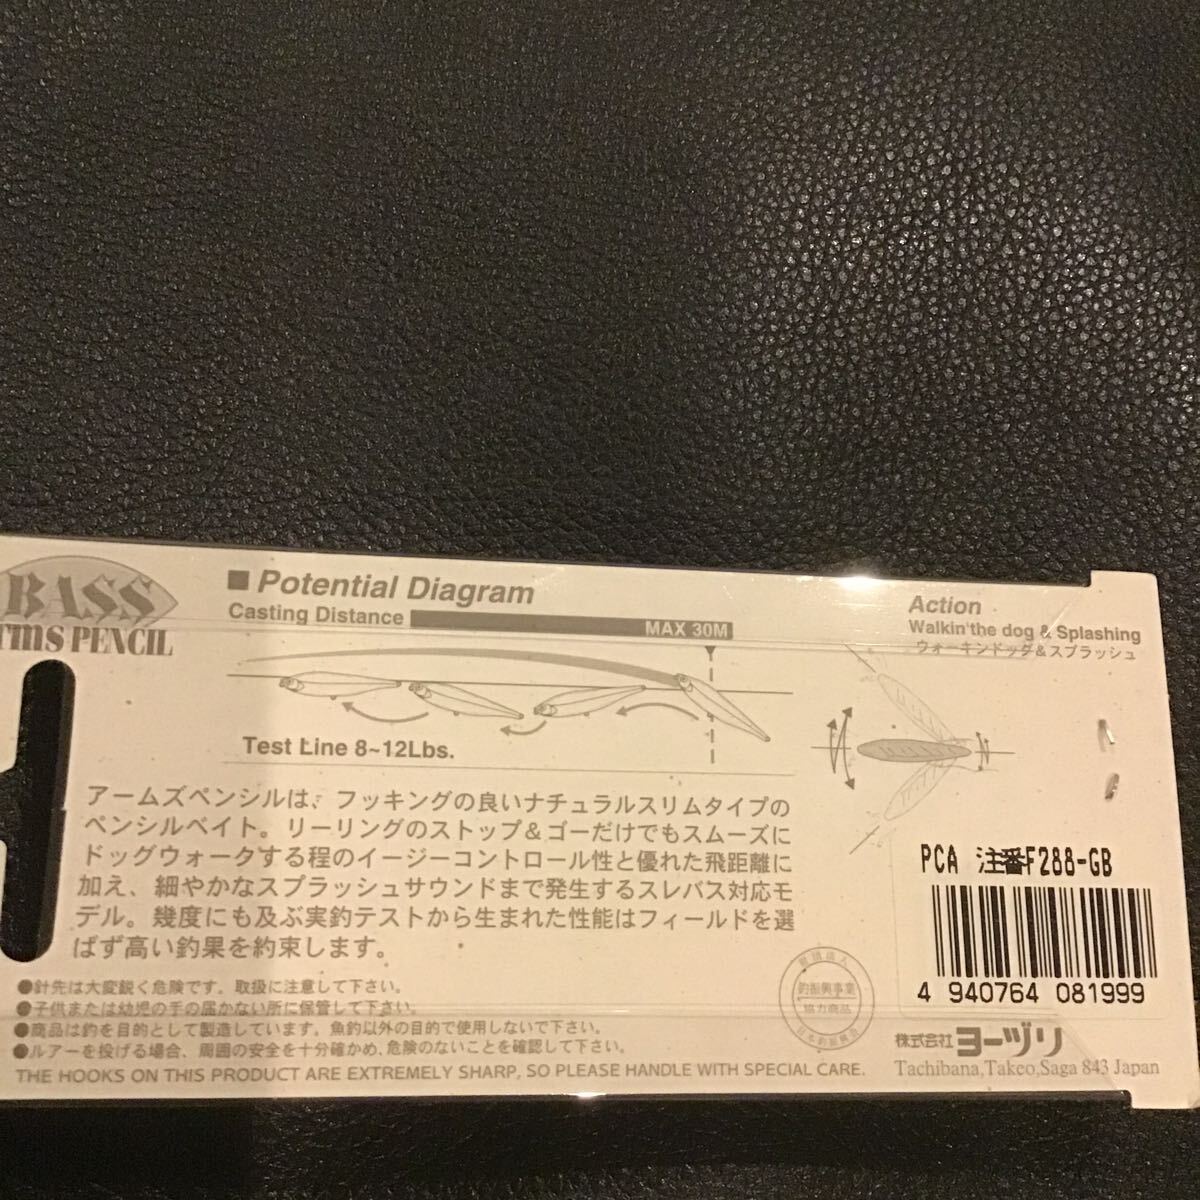 BASS
rms PENCIL
■ Potential Diagram
Casting Distance
MAX 30M
Test Line 8~12Lbs.
Action
Walkin'the dog & Splashing
ウォーキンドッグ&スプラッシュ
アームズペンシルは、フッキングの良いナチュラルスリムタイプの
ペンシルベイト。リーリングのストップ&ゴーだけでもスムーズに
ドッグウォータする程のイージーコントロール性と優れた飛距離に
加え、細やかなスプラッシュサウンドまで発生するスレバス対応モ
デル。幾度にも及ぶ実釣テストから生まれた性能はフィールドを選
ばず高い釣果を約束します。
●針先は大変鋭く危険です。取扱に注意して下さい。
●子供または幼児の手の届かない所に保管して下さい。
●商品は釣を目的として製造しています。魚釣以外の目的で使用しないで下さい。
●ルアーを投げる場合、周囲の安全を十分確かめ、危険のないことを確認して下さい。
THE HOOKS ON THIS PRODUCT ARE EXTREMELY SHARP, SO PLEASE HANDLE WITH SPECIAL CARE.
釣振興事業
協力商品
PCA 注番F288-GB
4 940764 081999
株式会社 ヨーヅリ
Tachibana,Takeo,Saga 843 Japan